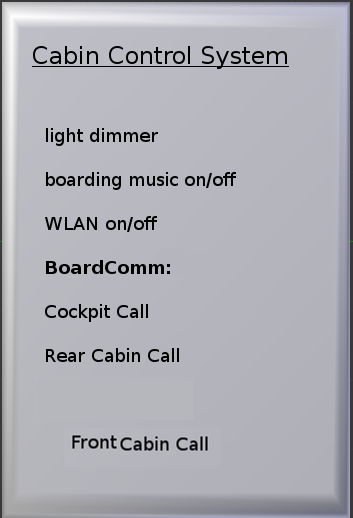 Cabin Control System
light dimmer
boarding music on/off
WLAN on/off
BoardComm:
Cockpit Call
Rear Cabin Call
Front Cabin Call